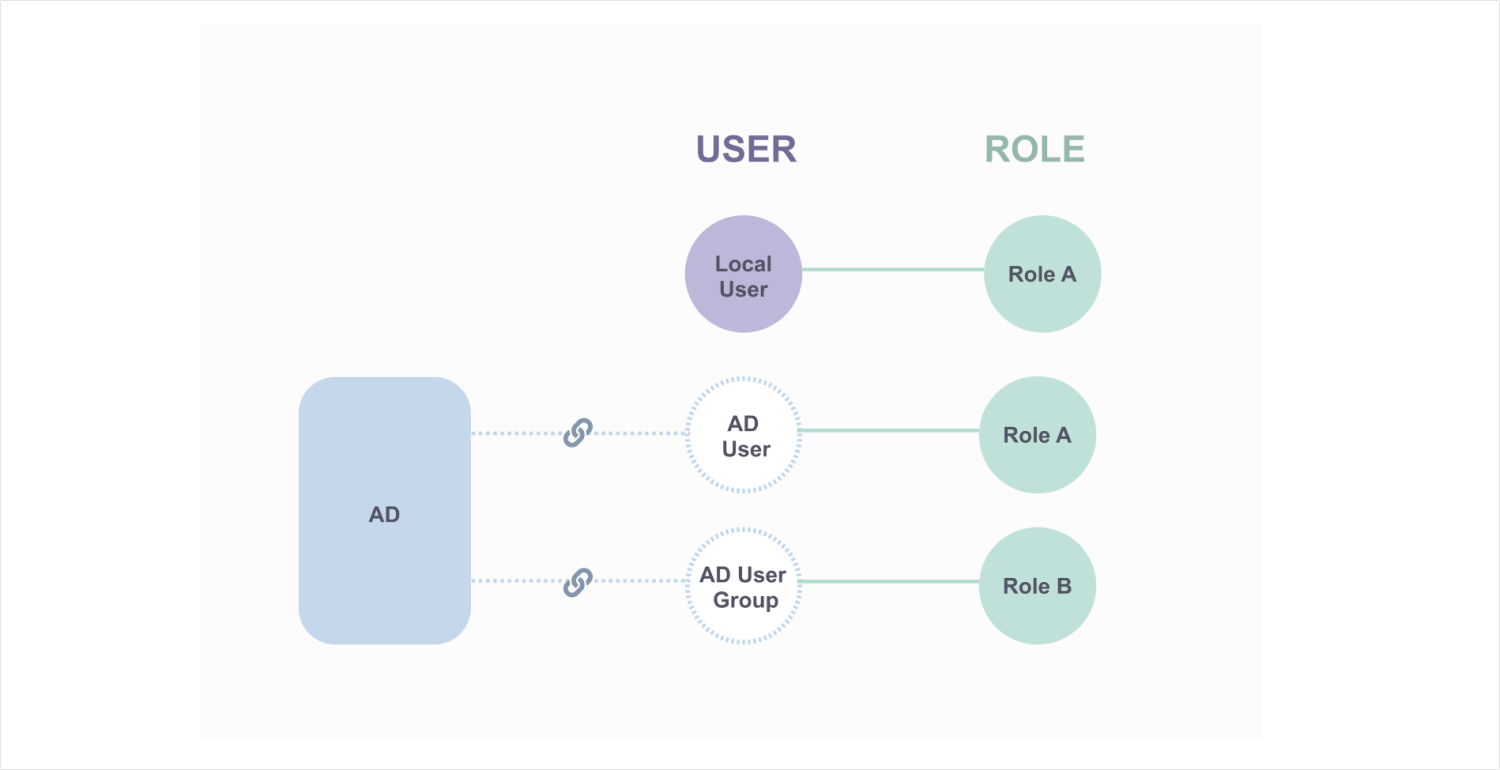 USER
ROLE
Local
User
Role A
AD
User
Role A
AD
AD User
Group
Role B